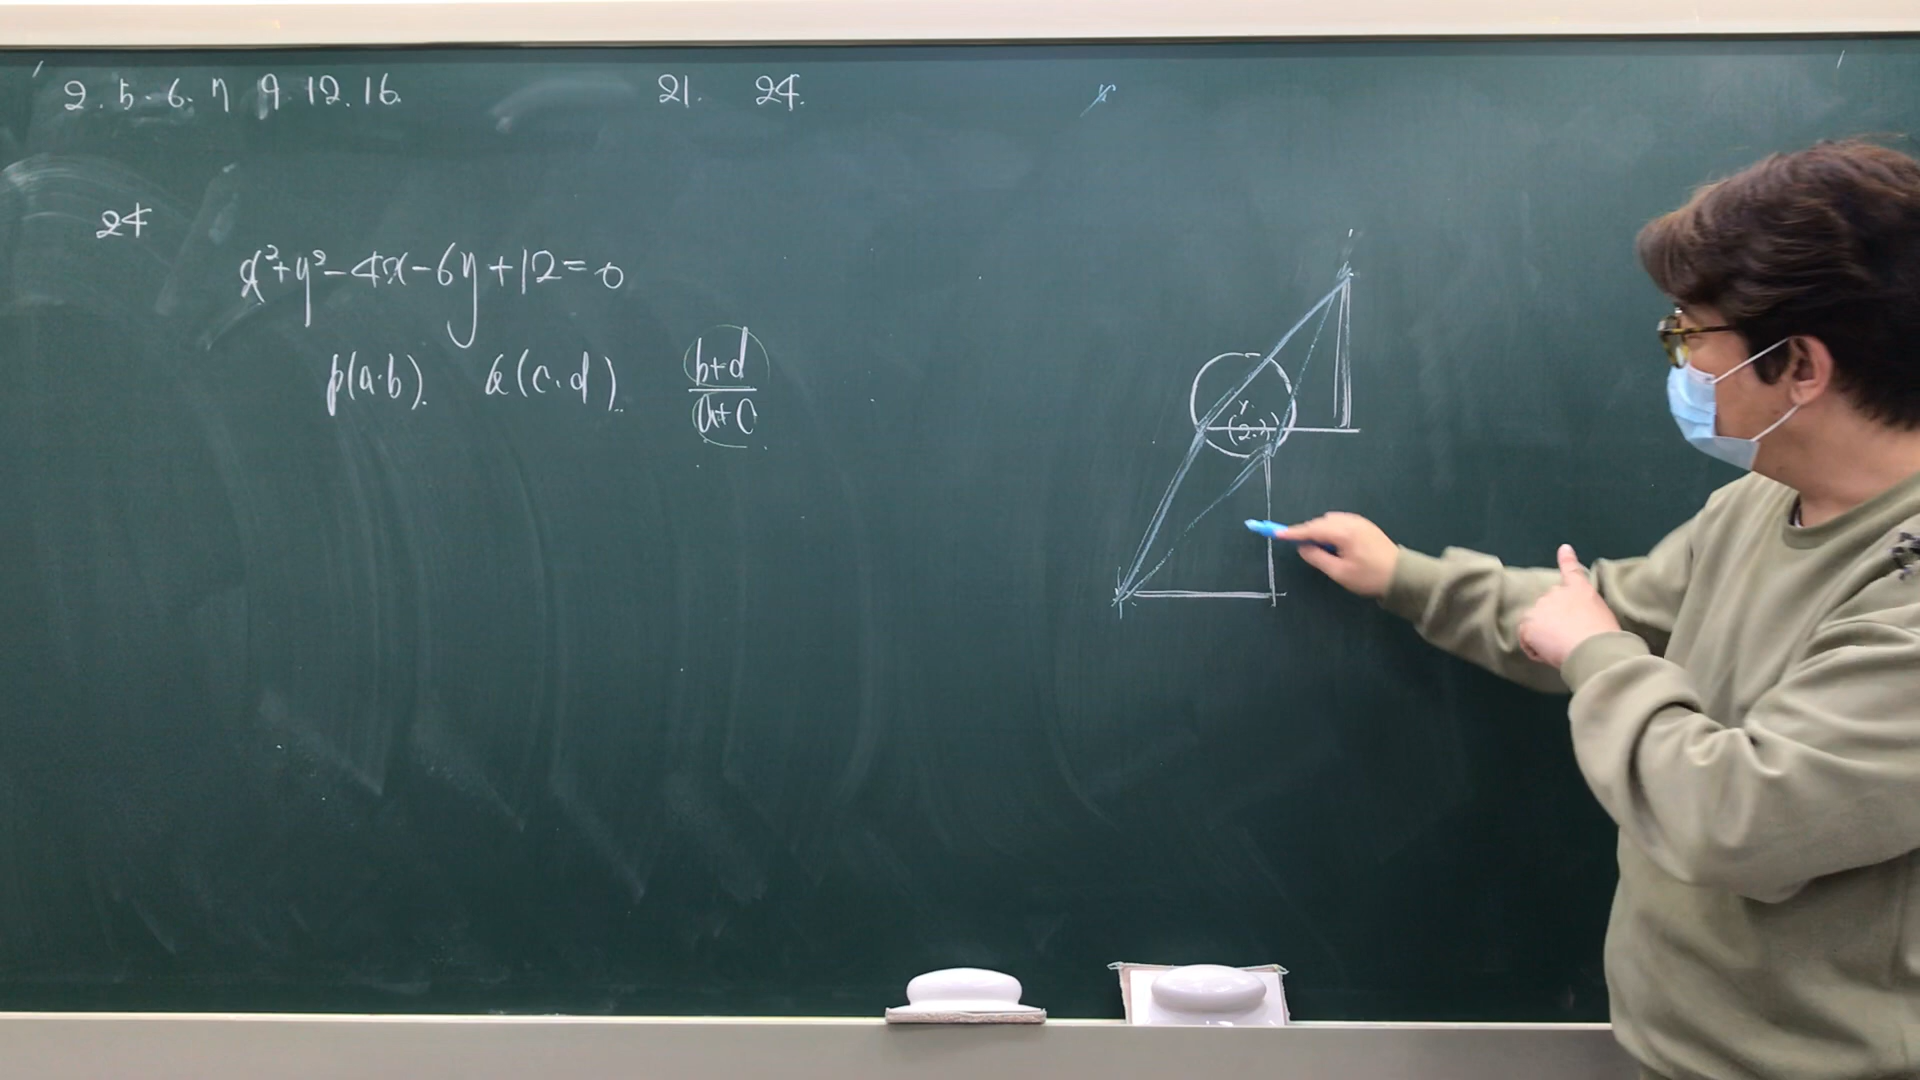 2. 5. 6. 7 9. 12. 16. 21. 24.
24
x²+y²-4x-6y+12=0
p(a.b). Q(c.d). b+d/a+c
(2.3)